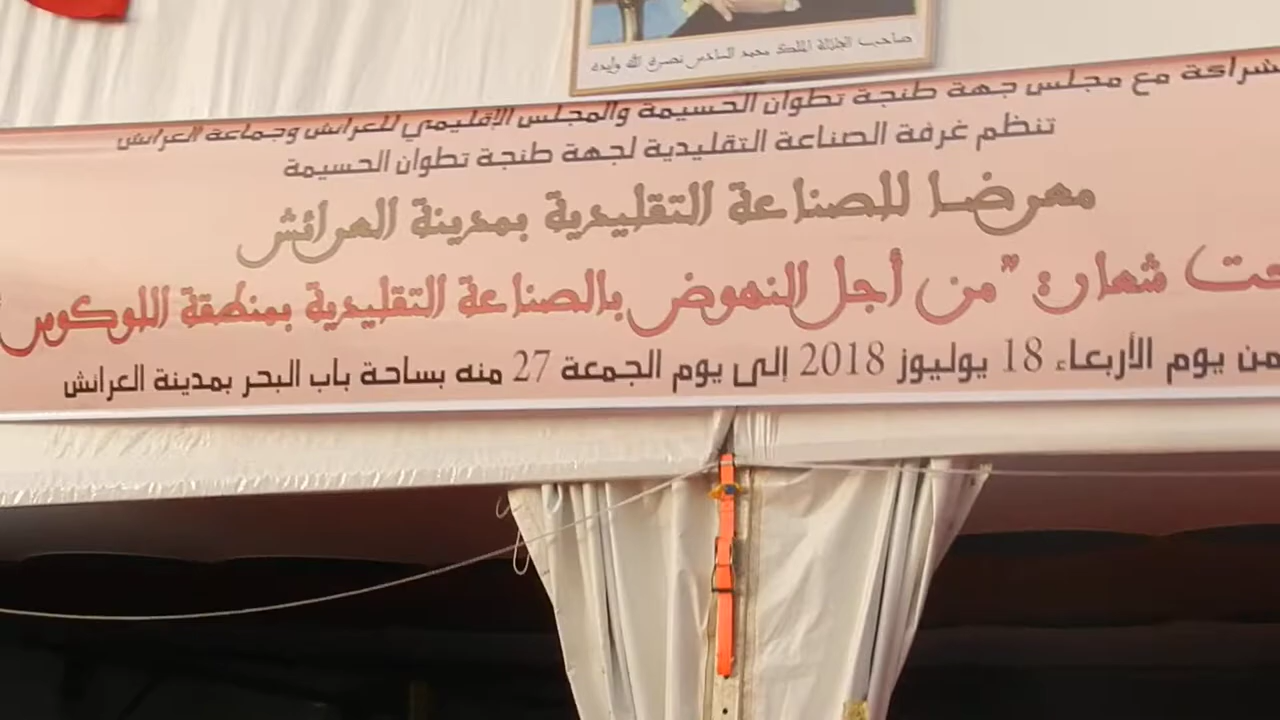 صاحب الجلالة الملك محمد السادس نصره الله وأيده
شراكة مع مجلس جهة طنجة تطوان الحسيمة والمجلس الإقليمي للعرائش وجماعة العرائش
تنظم غرفة الصناعة التقليدية لجهة طنجة تطوان الحسيمة
معرضا للصناعة التقليدية بمدينة العرائش
حت شعار: "من أجل النهوض بالصناعة التقليدية بمنطقة اللوكوس"
من يوم الأربعاء 18 يوليوز 2018 إلى يوم الجمعة 27 منه بساحة باب البحر بمدينة العرائش